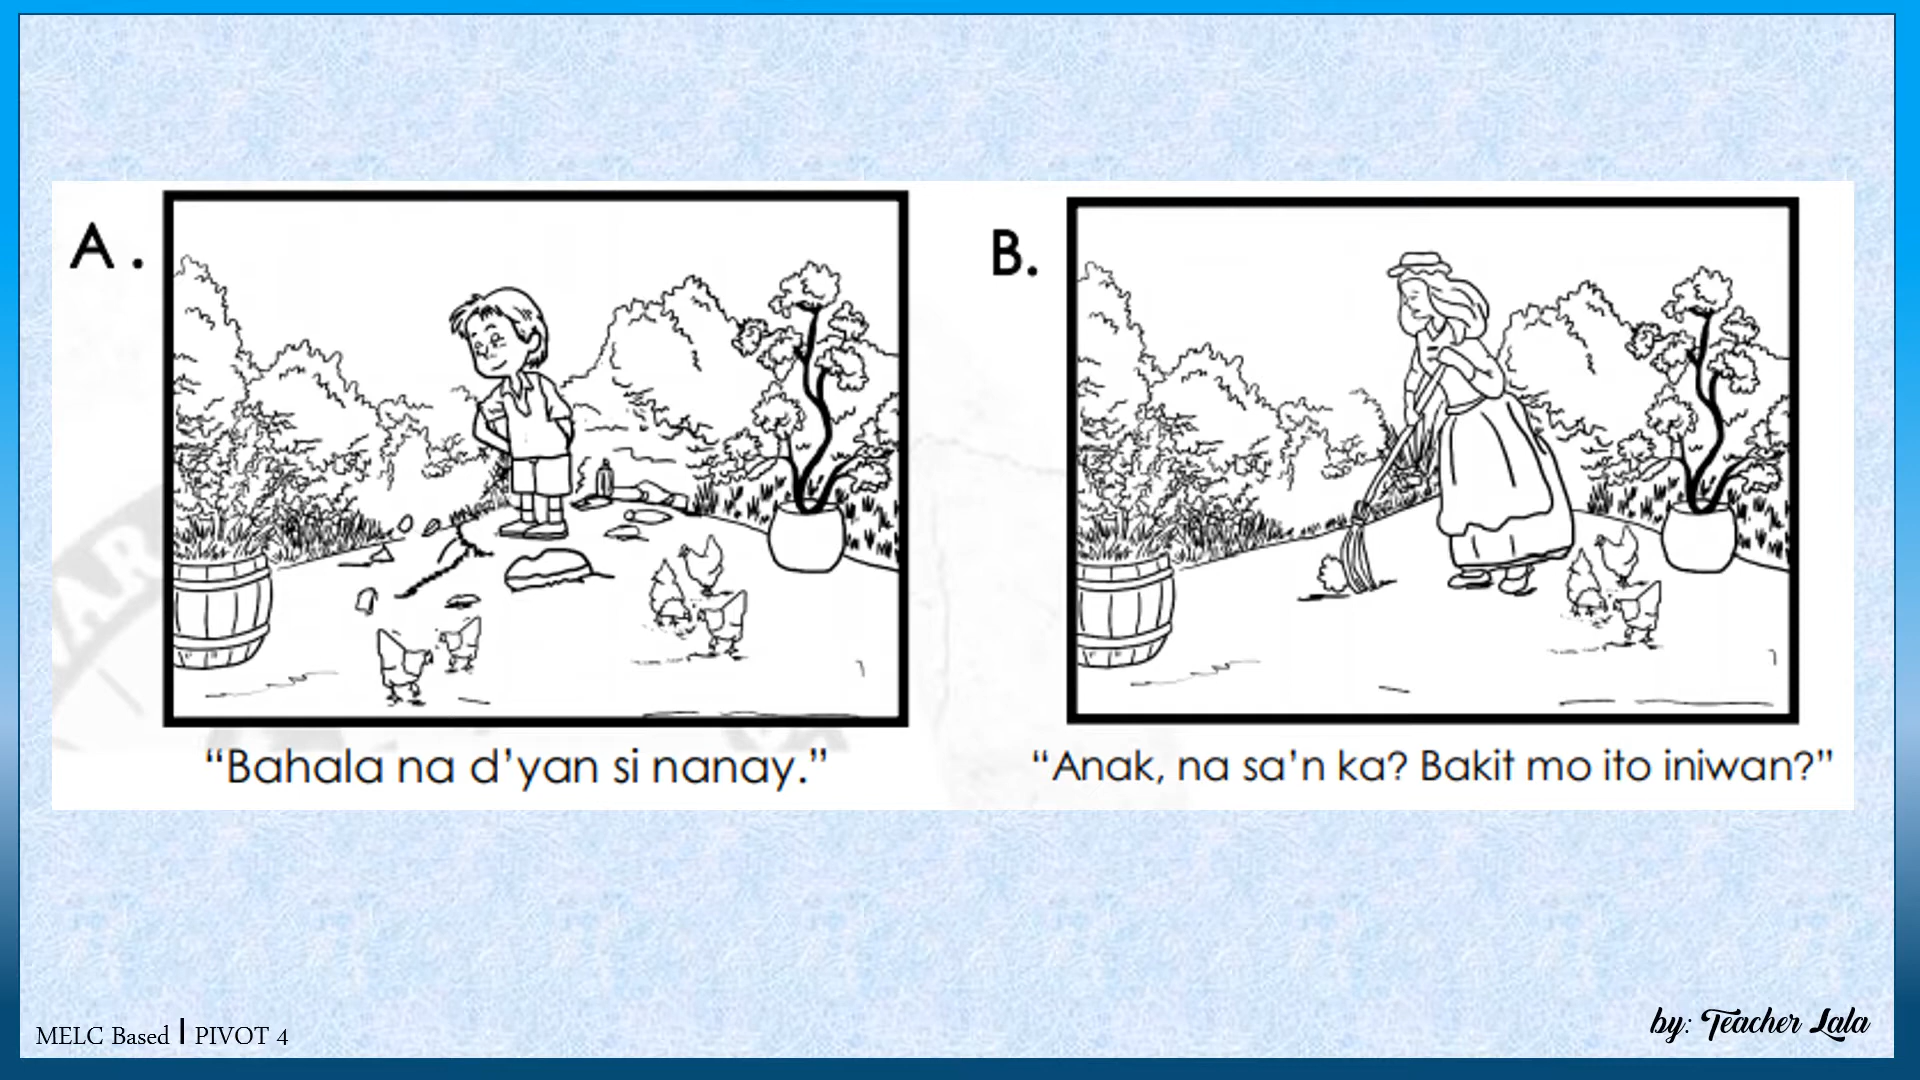 A.
B.
“Bahala na d’yan si nanay.”
“Anak, na sa’n ka? Bakit mo ito iniwan?”
MELC Based | PIVOT 4
by: Teacher Lala